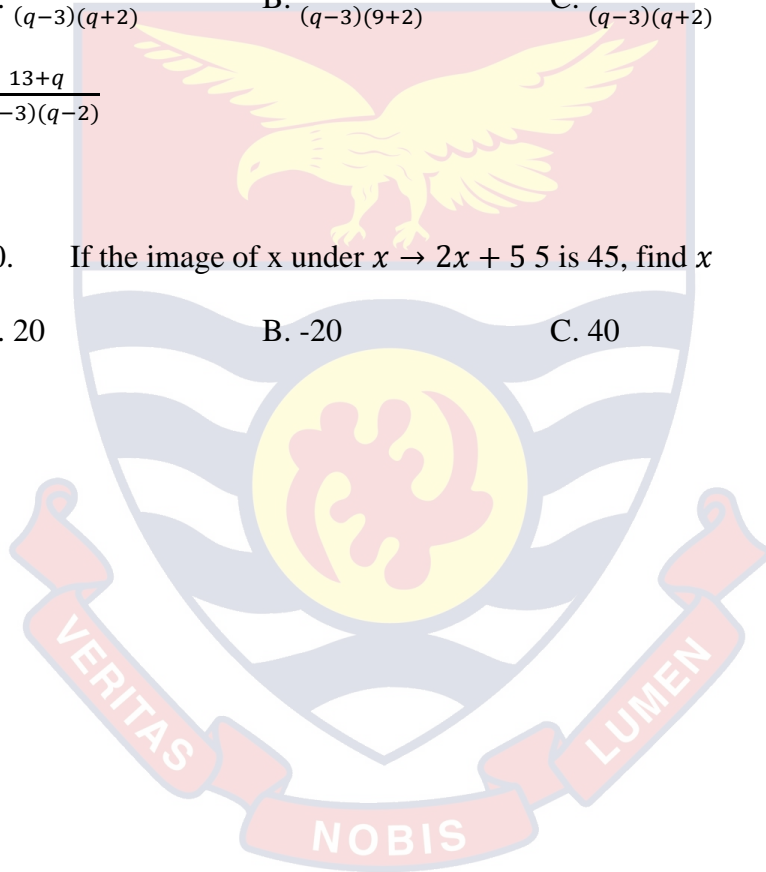 . (q−3)(q+2) B. (q−3)(9+2) C. (q−3)(q+2)
13+q
−3)(q−2)
0. If the image of x under x → 2x + 5 5 is 45, find x
. 20 B. -20 C. 40
VERITAS
NOBIS
LUMEN